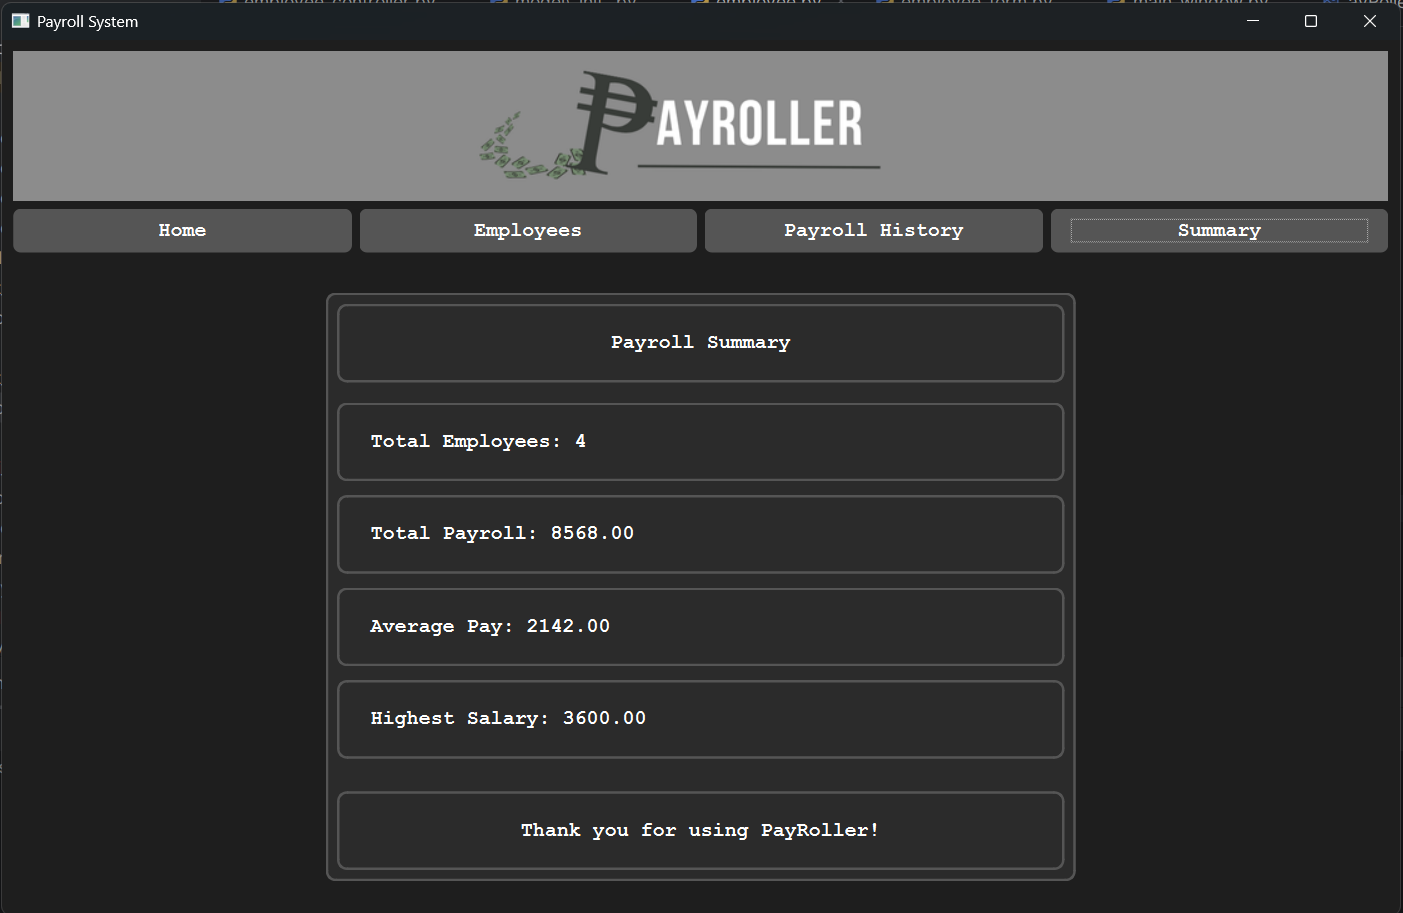 Payroll System
PAYROLLER
Home
Employees
Payroll History
Summary
Payroll Summary
Total Employees: 4
Total Payroll: 8568.00
Average Pay: 2142.00
Highest Salary: 3600.00
Thank you for using PayRoller!